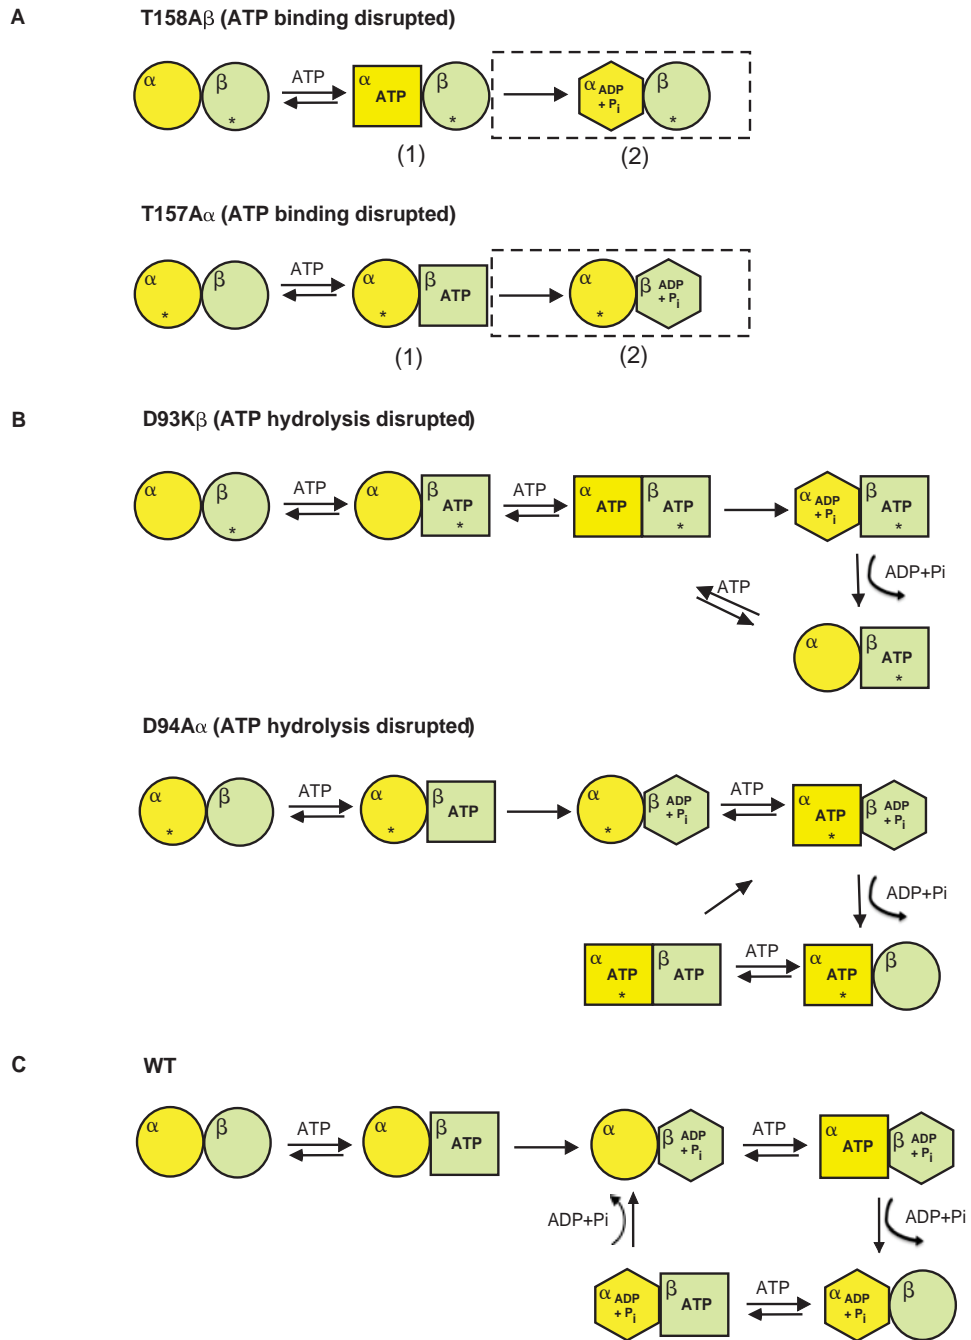 A
T158Aβ (ATP binding disrupted)
α β * ATP α ATP β * α ADP + Pi β *
(1) (2)
T157Aα (ATP binding disrupted)
α * β ATP α * β ATP α * β ADP + Pi
(1) (2)
B
D93Kβ (ATP hydrolysis disrupted)
α β * ATP α β ATP * ATP α ATP β ATP * α ADP + Pi β ATP *
ADP+Pi
ATP
α β ATP *
D94Aα (ATP hydrolysis disrupted)
α * β ATP α * β ATP α * β ADP + Pi ATP α ATP * β ADP + Pi
ADP+Pi
α ATP * β ATP ATP α ATP * β
C
WT
α β ATP α β ATP α β ADP + Pi ATP α ATP β ADP + Pi
ADP+Pi ADP+Pi
α ADP + Pi β ATP ATP α ADP + Pi β